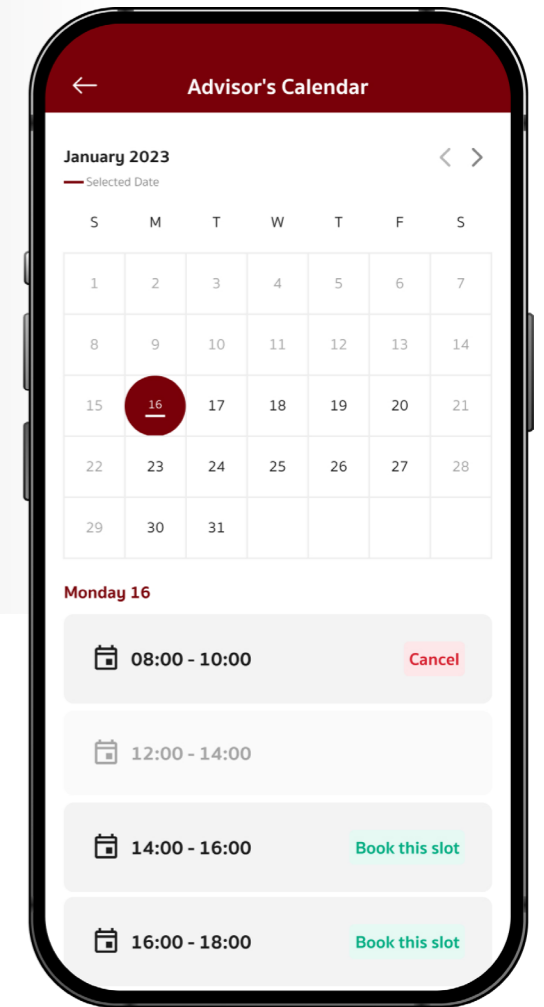 Advisor's Calendar
January 2023
Selected Date
S M T W T F S
1 2 3 4 5 6 7
8 9 10 11 12 13 14
15 16 17 18 19 20 21
22 23 24 25 26 27 28
29 30 31
Monday 16
08:00 - 10:00 Cancel
12:00 - 14:00
14:00 - 16:00 Book this slot
16:00 - 18:00 Book this slot